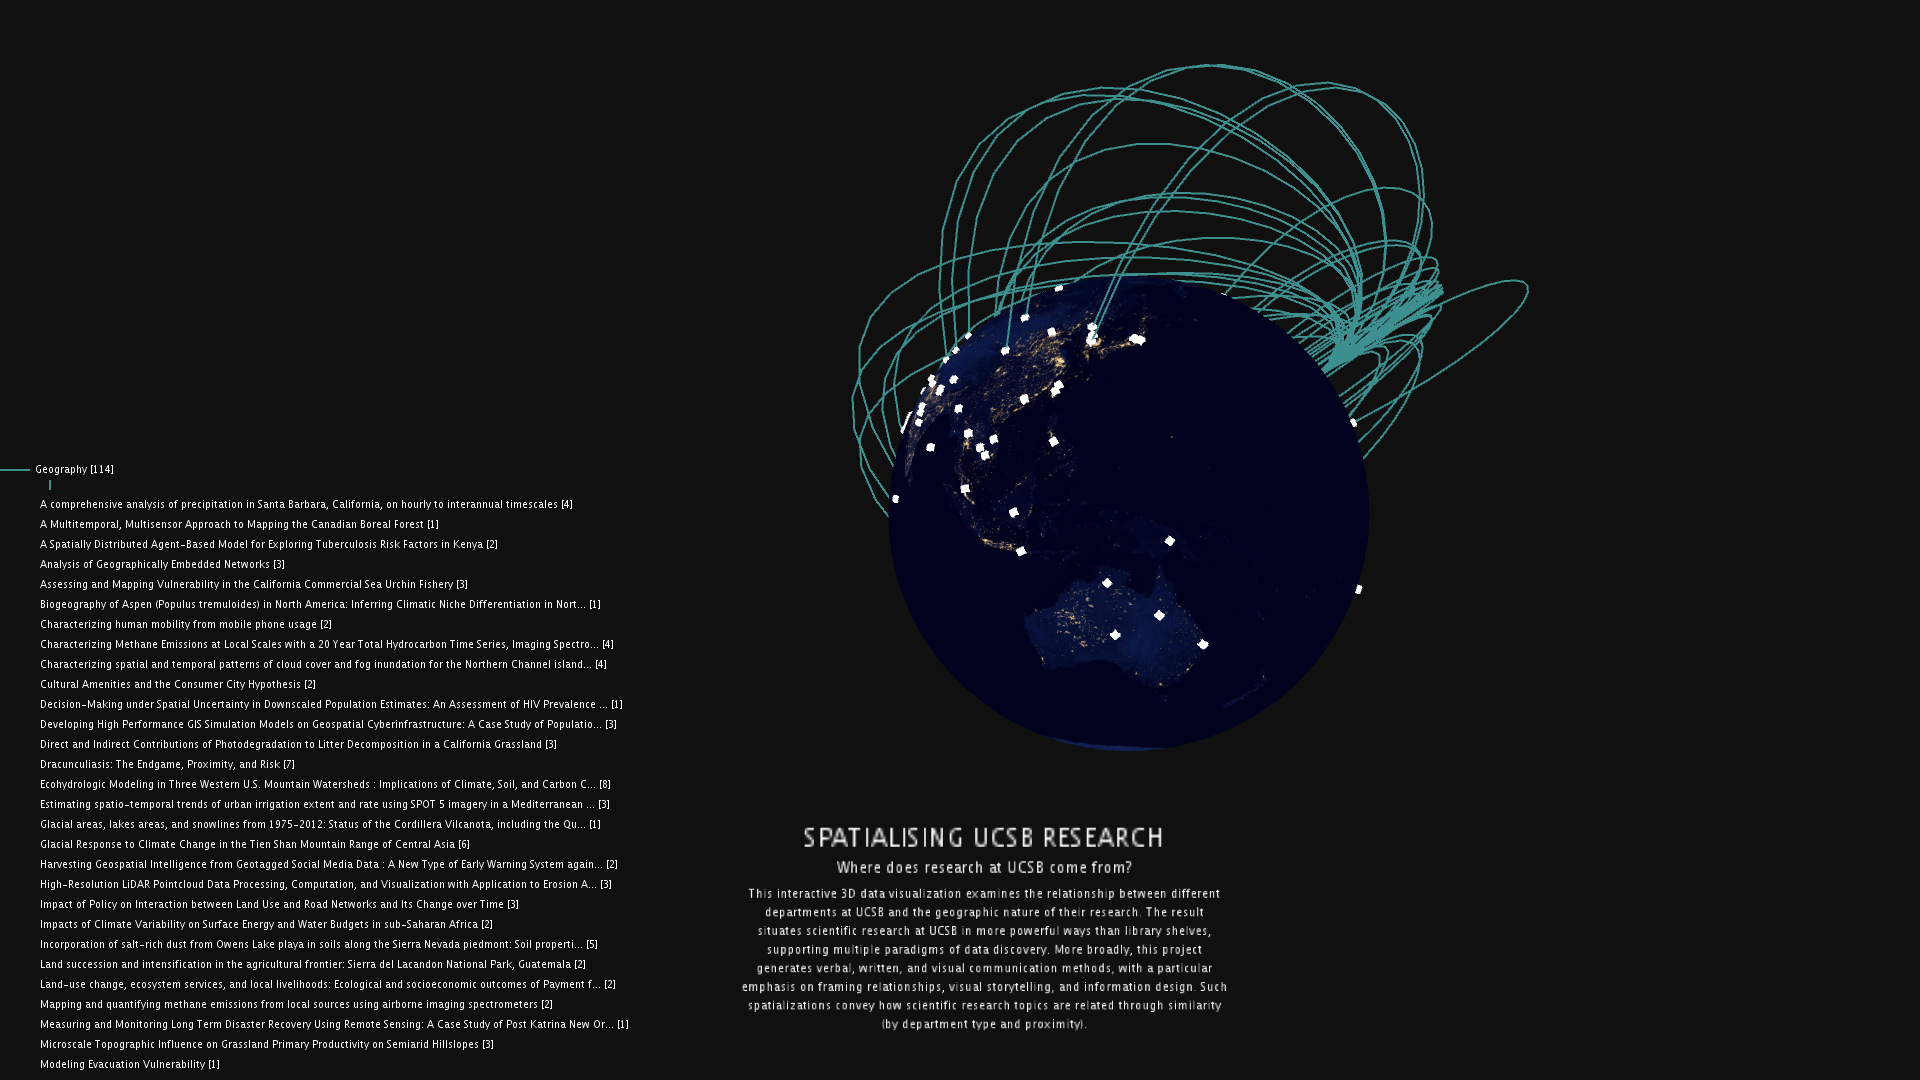 Geography [114]
A comprehensive analysis of precipitation in Santa Barbara, California, on hourly to interannual timescales [4]
A Multitemporal, Multisensor Approach to Mapping the Canadian Boreal Forest [1]
A Spatially Distributed Agent-Based Model for Exploring Tuberculosis Risk Factors in Kenya [2]
Analysis of Geographically Embedded Networks [3]
Assessing and Mapping Vulnerability in the California Commercial Sea Urchin Fishery [3]
Biogeography of Aspen (Populus tremuloides) in North America: Inferring Climatic Niche Differentiation in Nort... [1]
Characterizing human mobility from mobile phone usage [2]
Characterizing Methane Emissions at Local Scales with a 20 Year Total Hydrocarbon Time Series, Imaging Spectro... [4]
Characterizing spatial and temporal patterns of cloud cover and fog inundation for the Northern Channel island... [4]
Cultural Amenities and the Consumer City Hypothesis [2]
Decision-Making under Spatial Uncertainty in Downscaled Population Estimates: An Assessment of HIV Prevalence ... [1]
Developing High Performance GIS Simulation Models on Geospatial Cyberinfrastructure: A Case Study of Populatio... [3]
Direct and Indirect Contributions of Photodegradation to Litter Decomposition in a California Grassland [3]
Dracunculiasis: The Endgame, Proximity, and Risk [7]
Ecohydrologic Modeling in Three Western U.S. Mountain Watersheds : Implications of Climate, Soil, and Carbon C... [8]
Estimating spatio-temporal trends of urban irrigation extent and rate using SPOT 5 imagery in a Mediterranean ... [3]
Glacial areas, lakes areas, and snowlines from 1975-2012: Status of the Cordillera Vilcanota, including the Qu... [1]
Glacial Response to Climate Change in the Tien Shan Mountain Range of Central Asia [6]
Harvesting Geospatial Intelligence from Geotagged Social Media Data : A New Type of Early Warning System again... [2]
High-Resolution LiDAR Pointcloud Data Processing, Computation, and Visualization with Application to Erosion A... [3]
Impact of Policy on Interaction between Land Use and Road Networks and Its Change over Time [3]
Impacts of Climate Variability on Surface Energy and Water Budgets in sub-Saharan Africa [2]
Incorporation of salt-rich dust from Owens Lake playa in soils along the Sierra Nevada piedmont: Soil properti... [5]
Land succession and intensification in the agricultural frontier: Sierra del Lacandon National Park, Guatemala [2]
Land-use change, ecosystem services, and local livelihoods: Ecological and socioeconomic outcomes of Payment f... [2]
Mapping and quantifying methane emissions from local sources using airborne imaging spectrometers [2]
Measuring and Monitoring Long Term Disaster Recovery Using Remote Sensing: A Case Study of Post Katrina New Or... [1]
Microscale Topographic Influence on Grassland Primary Productivity on Semiarid Hillslopes [3]
Modeling Evacuation Vulnerability [1]
SPATIALISING UCSB RESEARCH
Where does research at UCSB come from?
This interactive 3D data visualization examines the relationship between different
departments at UCSB and the geographic nature of their research. The result
situates scientific research at UCSB in more powerful ways than library shelves,
supporting multiple paradigms of data discovery. More broadly, this project
generates verbal, written, and visual communication methods, with a particular
emphasis on framing relationships, visual storytelling, and information design. Such
spatializations convey how scientific research topics are related through similarity
(by department type and proximity).